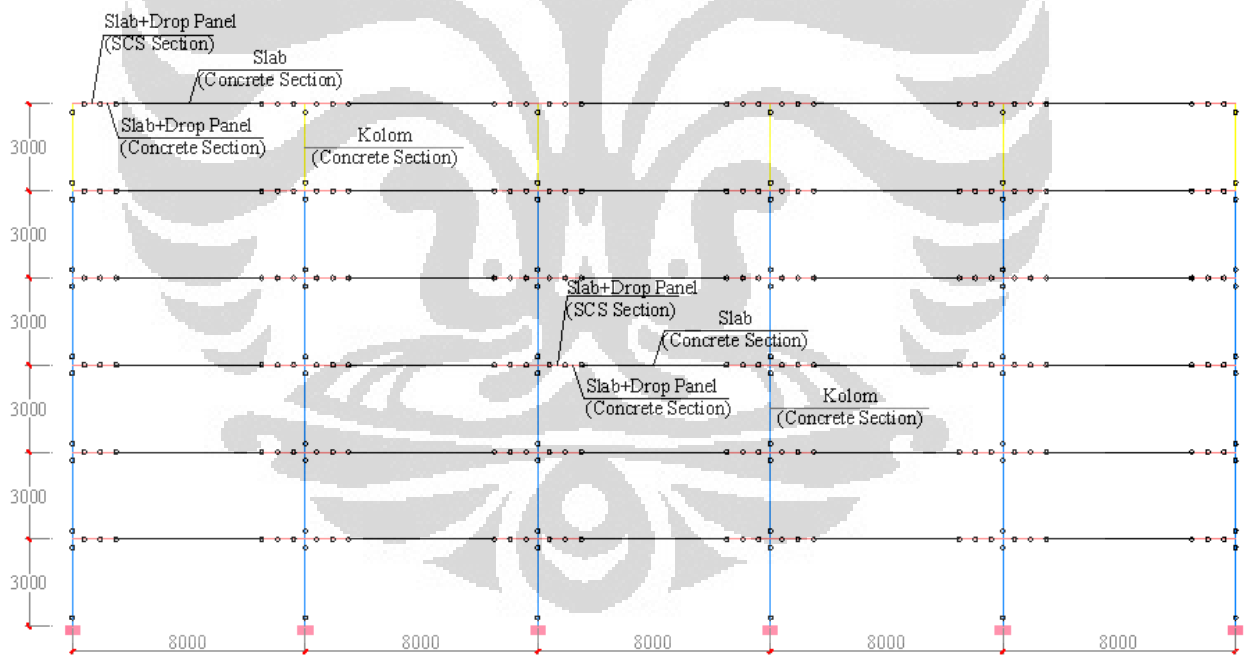 Slab+Drop Panel
(SCS Section)
Slab
(Concrete Section)
Slab+Drop Panel
(Concrete Section)
Kolom
(Concrete Section)
3000
3000
Slab+Drop Panel
(SCS Section)
Slab
(Concrete Section)
3000
Slab+Drop Panel
(Concrete Section)
Kolom
(Concrete Section)
3000
3000
3000
8000
8000
8000
8000
8000